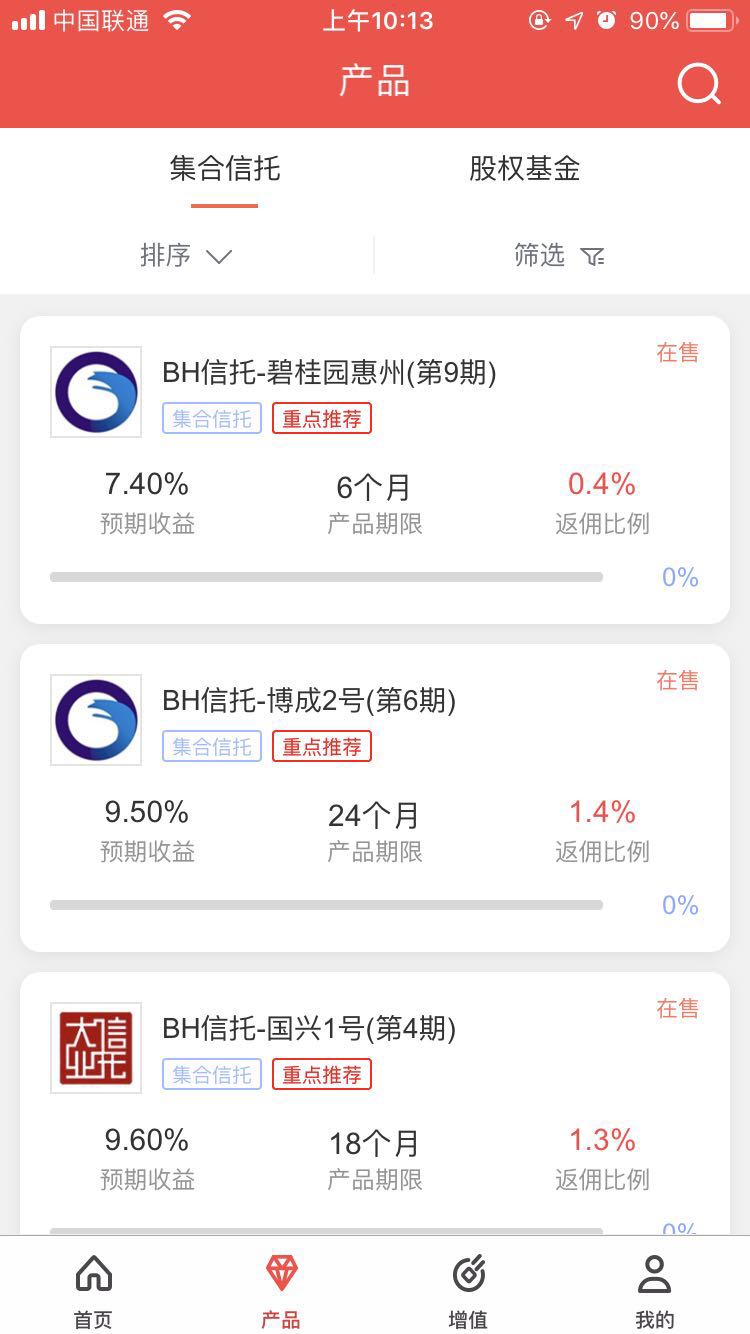 中国联通 上午10:13 90%
产品
集合信托 股权基金
排序 筛选
BH信托-碧桂园惠州(第9期) 在售
集合信托 重点推荐
7.40% 6个月 0.4%
预期收益 产品期限 返佣比例
0%
BH信托-博成2号(第6期) 在售
集合信托 重点推荐
9.50% 24个月 1.4%
预期收益 产品期限 返佣比例
0%
大业信托
BH信托-国兴1号(第4期) 在售
集合信托 重点推荐
9.60% 18个月 1.3%
预期收益 产品期限 返佣比例
0%
首页 产品 增值 我的